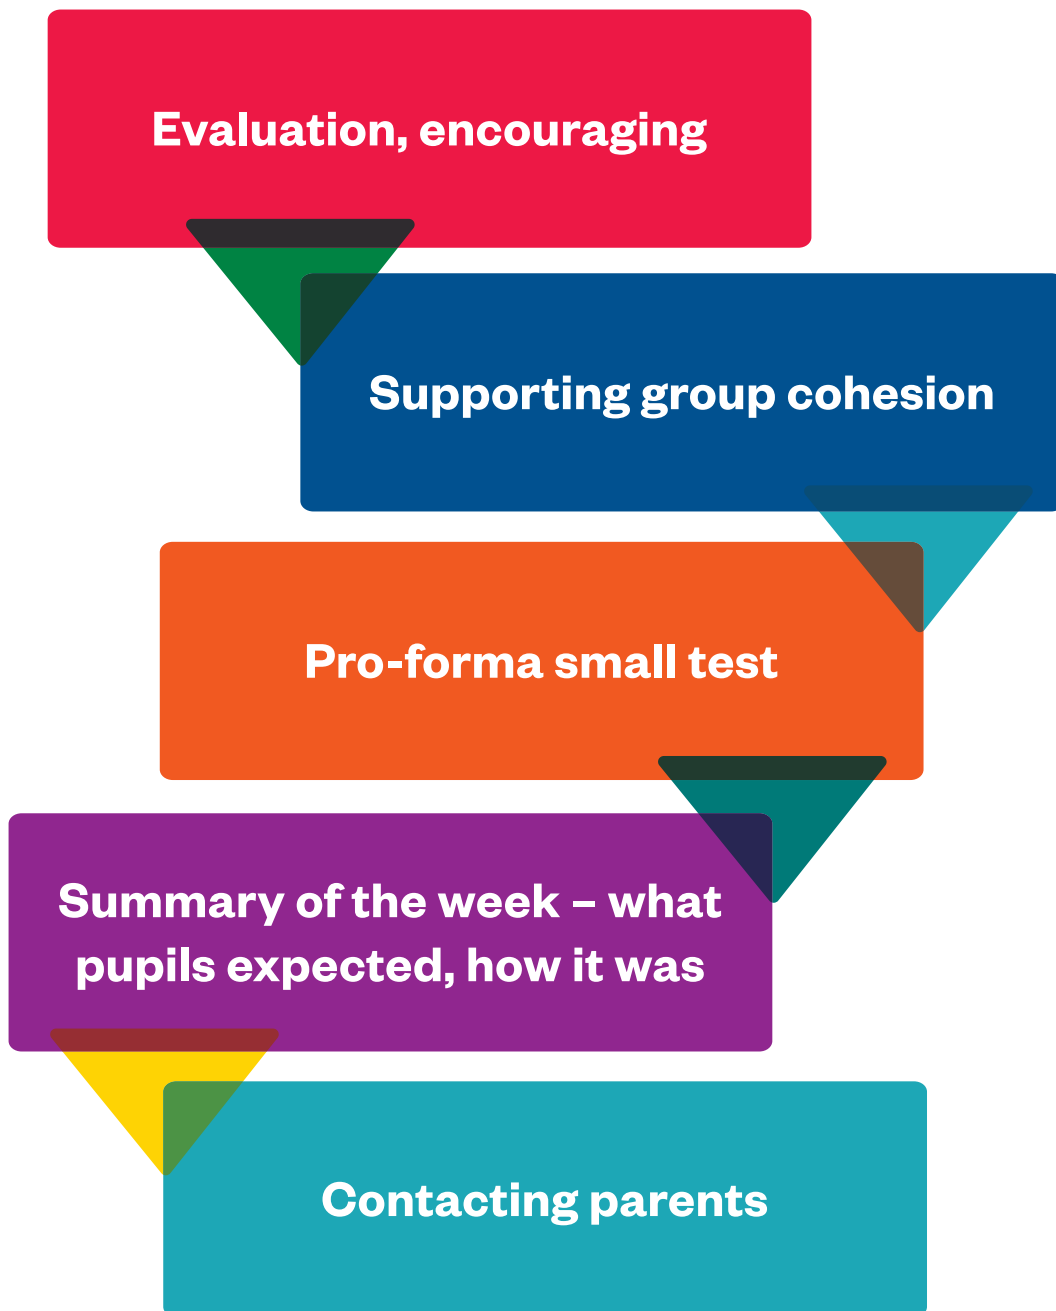 Evaluation, encouraging
Supporting group cohesion
Pro-forma small test
Summary of the week – what
pupils expected, how it was
Contacting parents